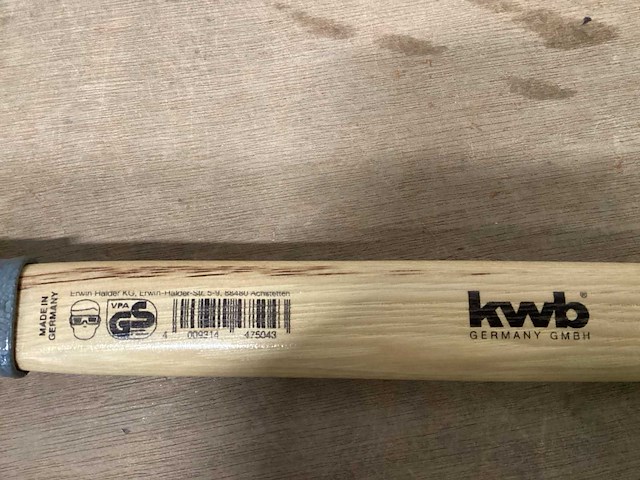 MADE IN
GERMANY
Erwin Halder KG, Erwin-Halder-Str. 5-9, 88480 Achstetten
VPA
GS
4 009314 475043
kwb®
GERMANY GMBH